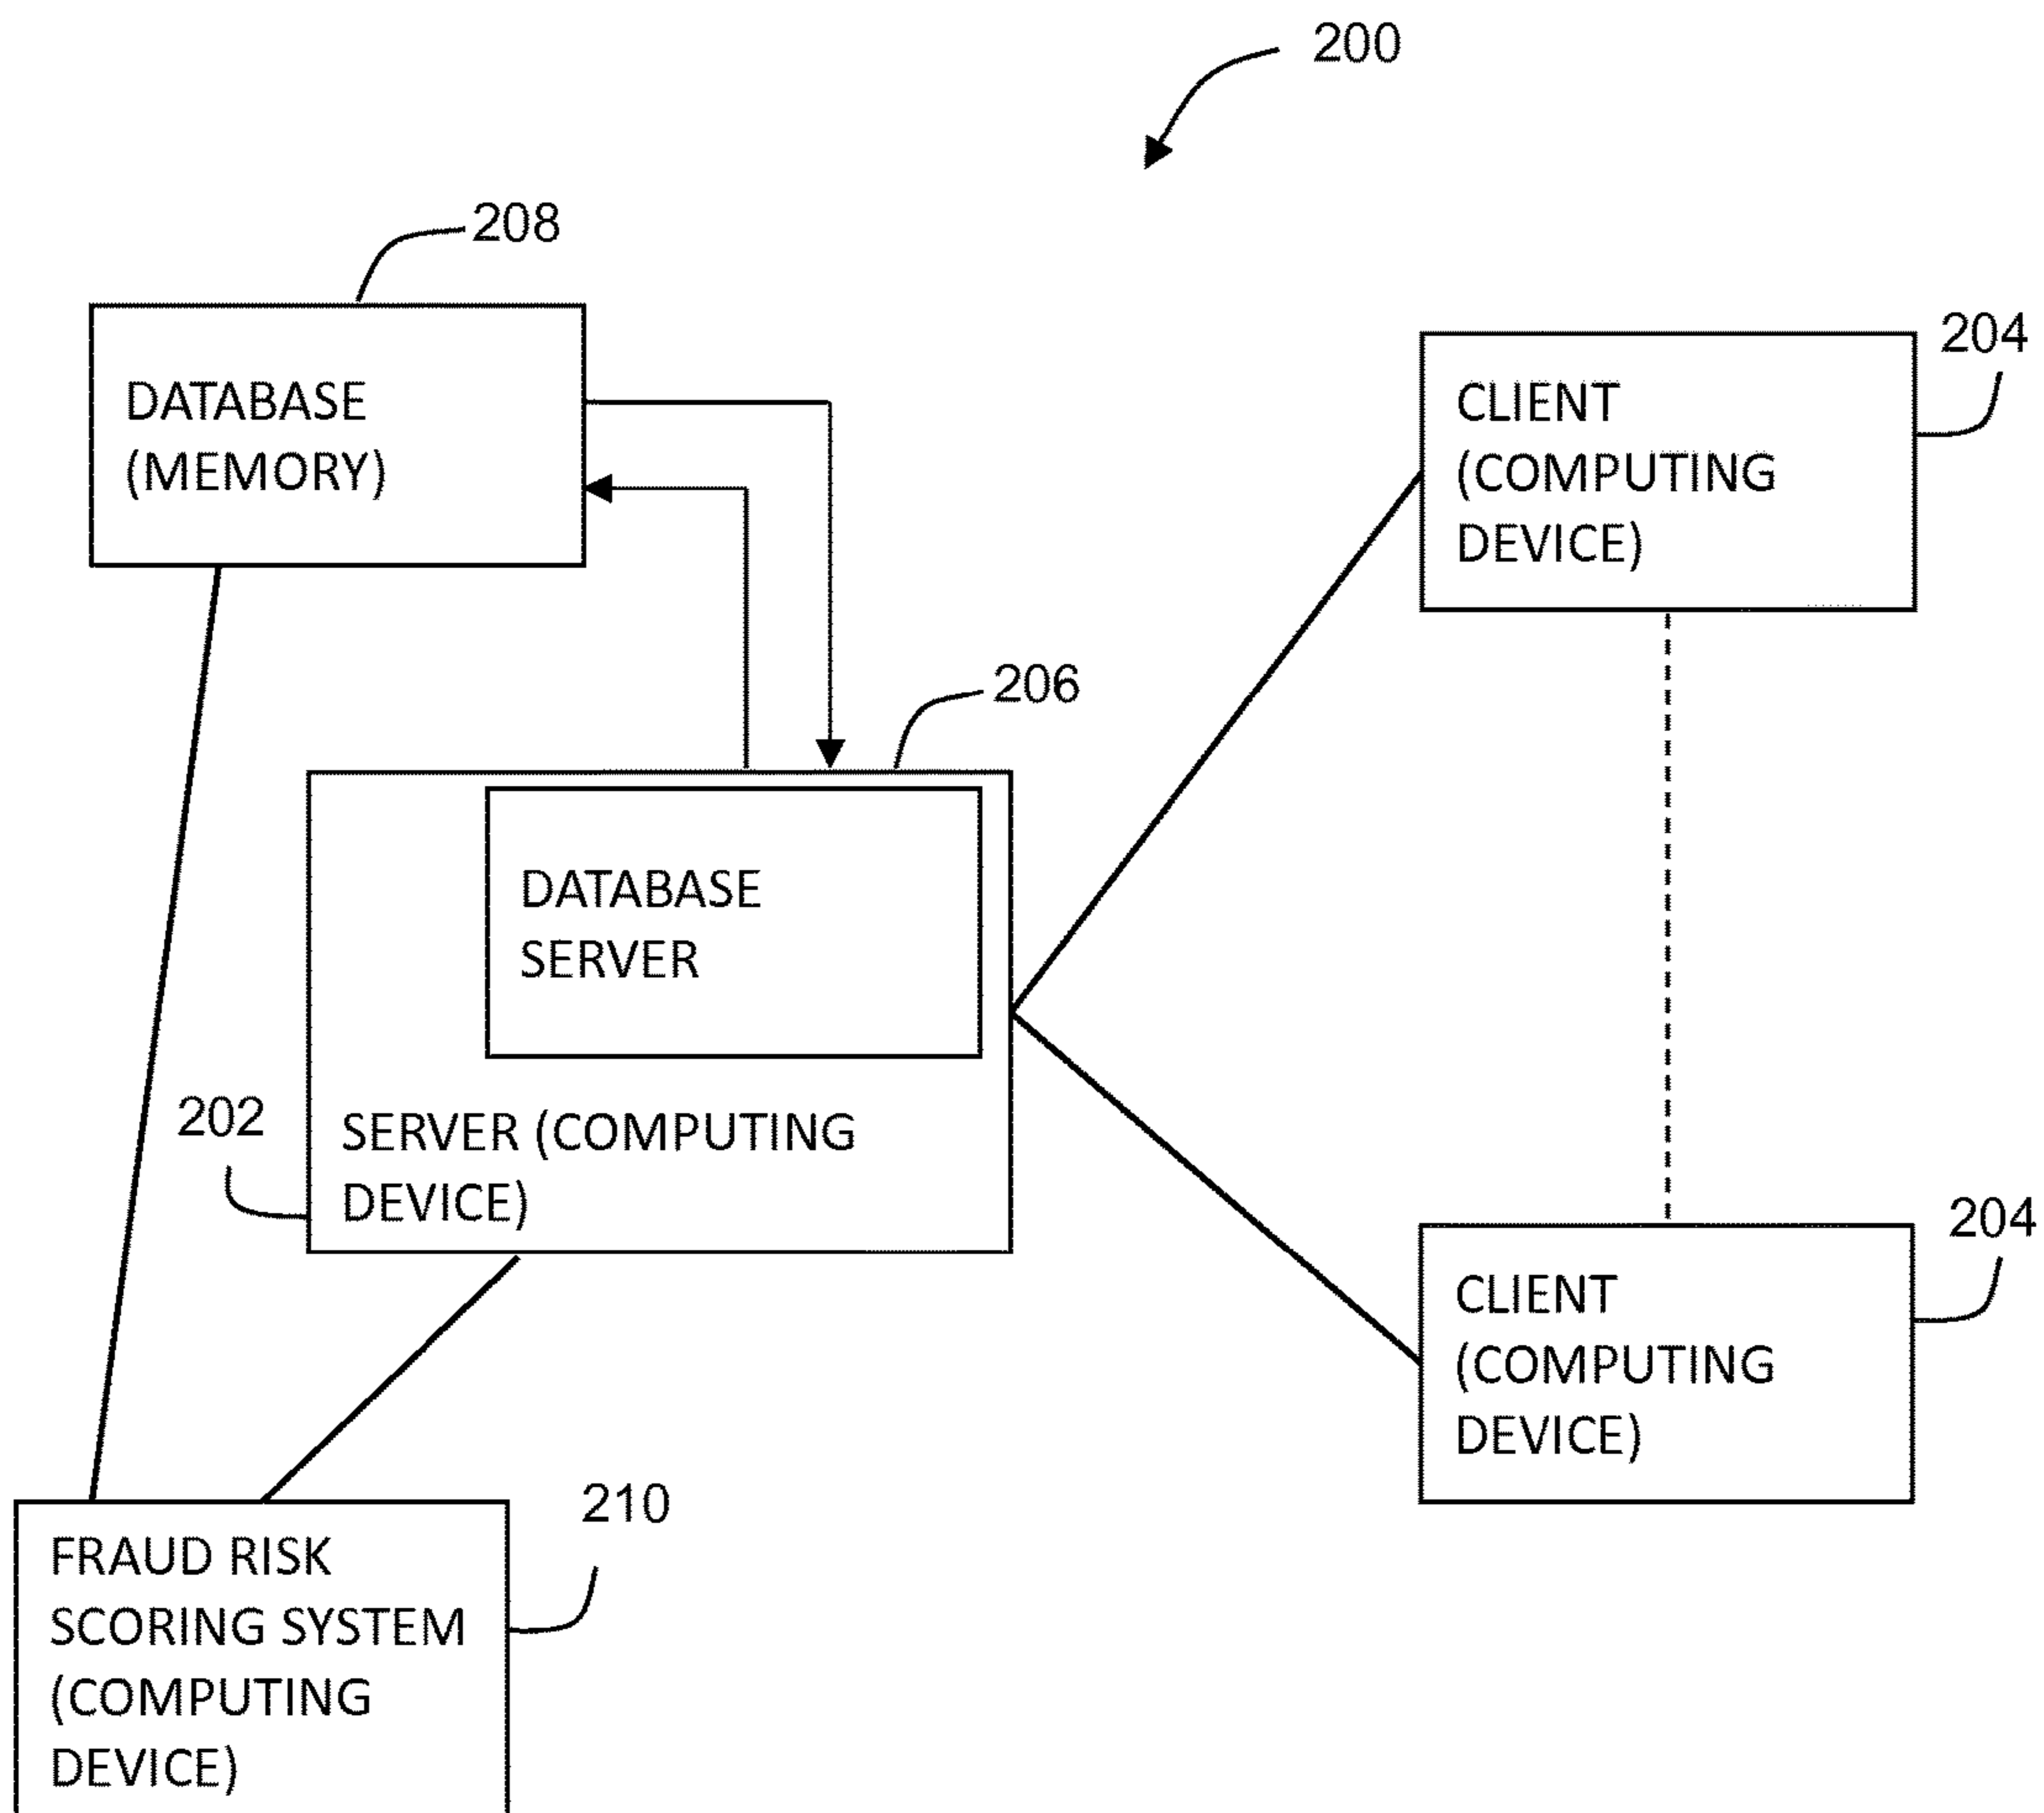 200
208
DATABASE
(MEMORY)
204
CLIENT
(COMPUTING
DEVICE)
206
DATABASE
SERVER
202
SERVER (COMPUTING
DEVICE)
204
CLIENT
(COMPUTING
DEVICE)
210
FRAUD RISK
SCORING SYSTEM
(COMPUTING
DEVICE)